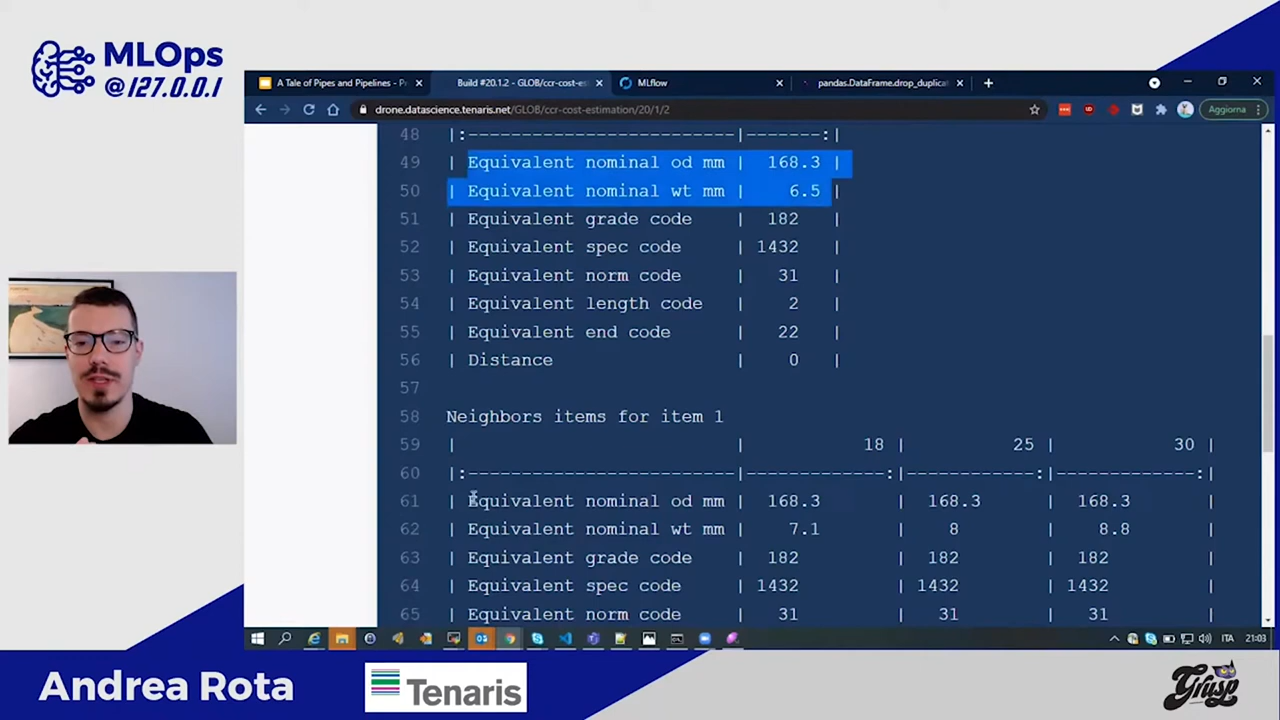 MLOps
@127.0.0.1
A Tale of Pipes and Pipelines - P
Build #20.1.2 - GLOB/ccr-cost-es
MLflow
pandas.DataFrame.drop_duplicat
drone.datascience.tenaris.net/GLOB/ccr-cost-estimation/20/1/2
Aggiorna
48 |:-------------------------|-------:|
49 | Equivalent nominal od mm | 168.3 |
50 | Equivalent nominal wt mm | 6.5 |
51 | Equivalent grade code | 182 |
52 | Equivalent spec code | 1432 |
53 | Equivalent norm code | 31 |
54 | Equivalent length code | 2 |
55 | Equivalent end code | 22 |
56 | Distance | 0 |
57
58 Neighbors items for item 1
59 | | 18 | 25 | 30 |
60 |:-------------------------|-------------:|-------------:|-------------:|
61 | Equivalent nominal od mm | 168.3 | 168.3 | 168.3 |
62 | Equivalent nominal wt mm | 7.1 | 8 | 8.8 |
63 | Equivalent grade code | 182 | 182 | 182 |
64 | Equivalent spec code | 1432 | 1432 | 1432 |
65 | Equivalent norm code | 31 | 31 | 31 |
ITA
21:03
Andrea Rota
Tenaris
Grusp